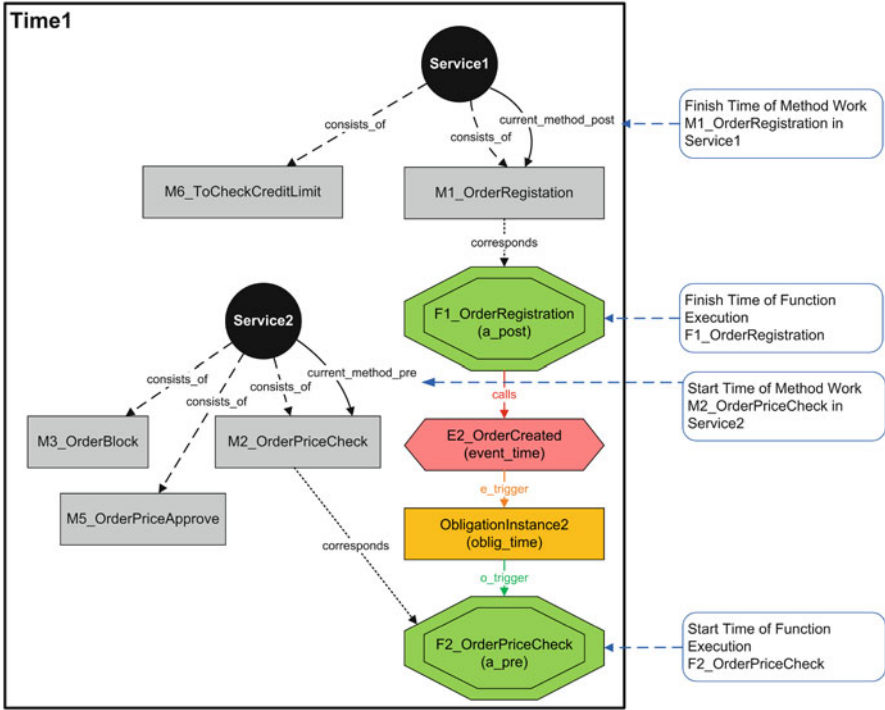 Time1
Service1
consists_of
consists_of
current_method_post
Finish Time of Method Work
M1_OrderRegistration in
Service1
M6_ToCheckCreditLimit
M1_OrderRegistation
corresponds
F1_OrderRegistration
(a_post)
Finish Time of Function
Execution
F1_OrderRegistration
Service2
consists_of
consists_of
consists_of
current_method_pre
calls
Start Time of Method Work
M2_OrderPriceCheck in
Service2
M3_OrderBlock
M2_OrderPriceCheck
E2_OrderCreated
(event_time)
e_trigger
M5_OrderPriceApprove
ObligationInstance2
(oblig_time)
corresponds
o_trigger
F2_OrderPriceCheck
(a_pre)
Start Time of Function
Execution
F2_OrderPriceCheck